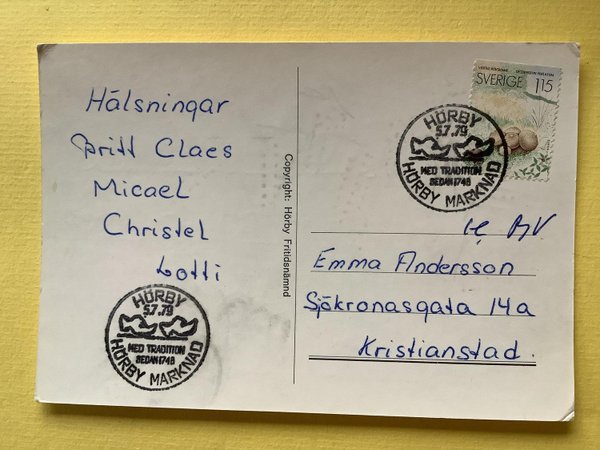 Hälsningar
Britt Claes
Micael
Christel
Lotti
HÖRBY
5.7.79
MED TRADITION
SEDAN 1748
HÖRBY MARKNAD
Copyright: Hörby Fritidsnämnd
SVERIGE 115
HÖRBY
5.7.79
MED TRADITION
SEDAN 1748
HÖRBY MARKNAD
Emma Andersson
Sjökronasgata 14a
Kristianstad.